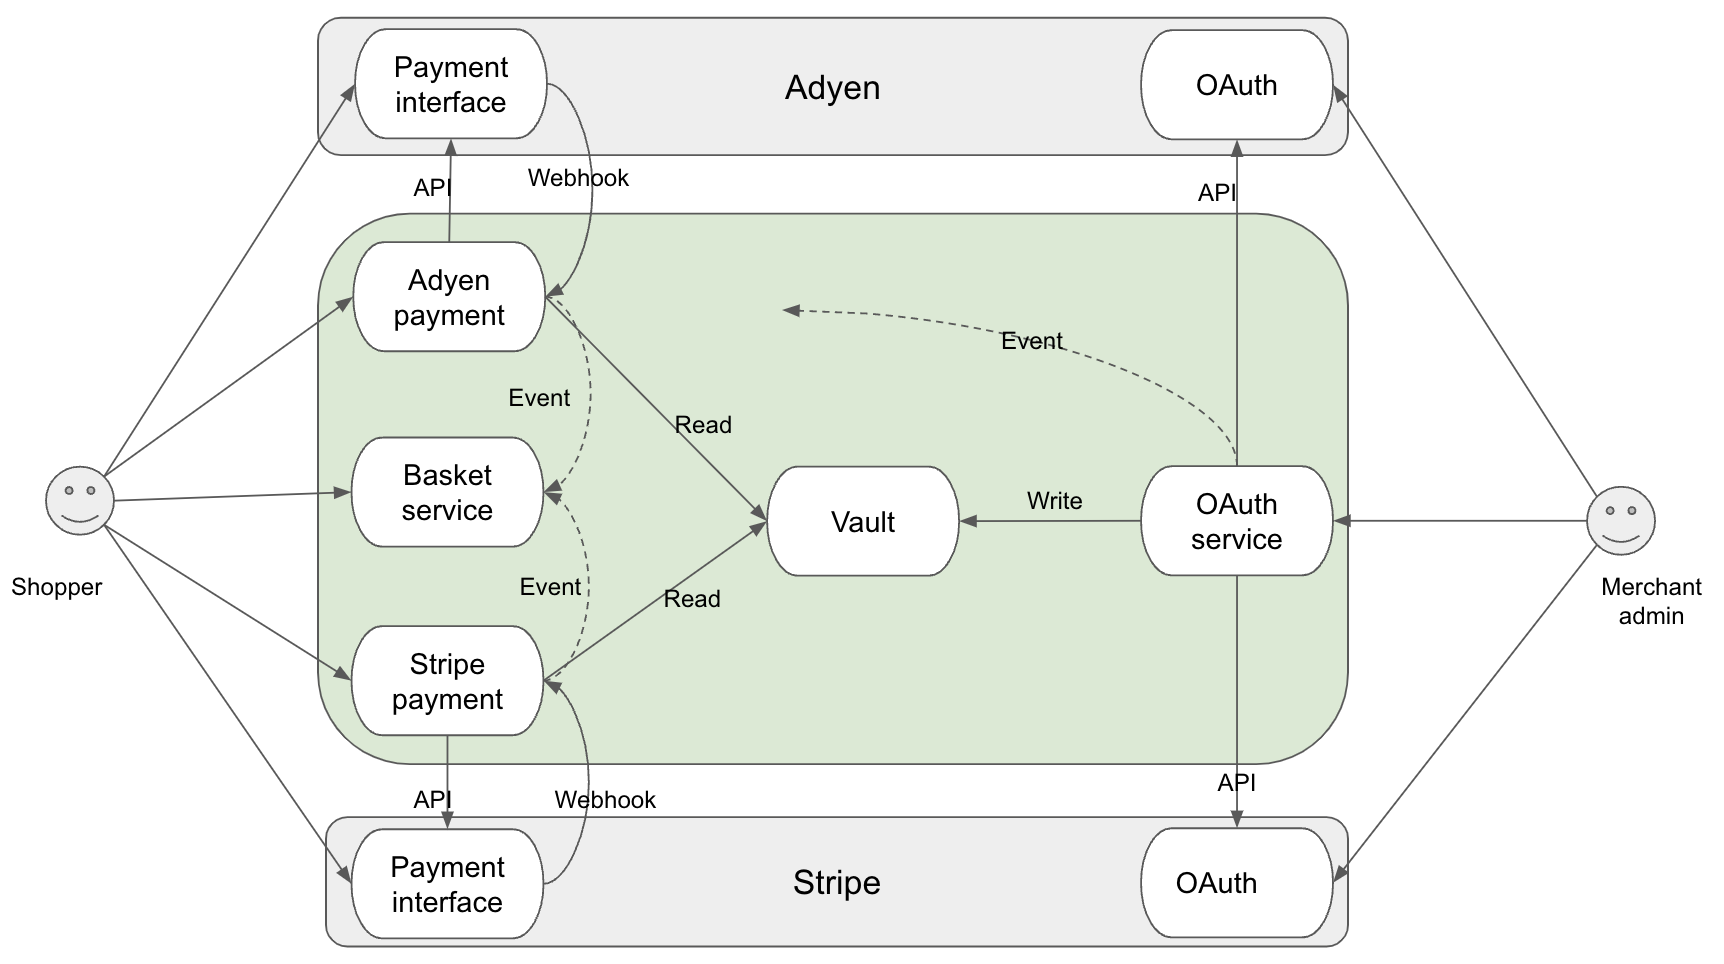 Payment
interface
Adyen
OAuth
API
Webhook
API
Adyen
payment
Event
Event
Read
Basket
service
Vault
Write
OAuth
service
Shopper
Event
Read
Merchant
admin
Stripe
payment
API
Webhook
API
Payment
interface
Stripe
OAuth